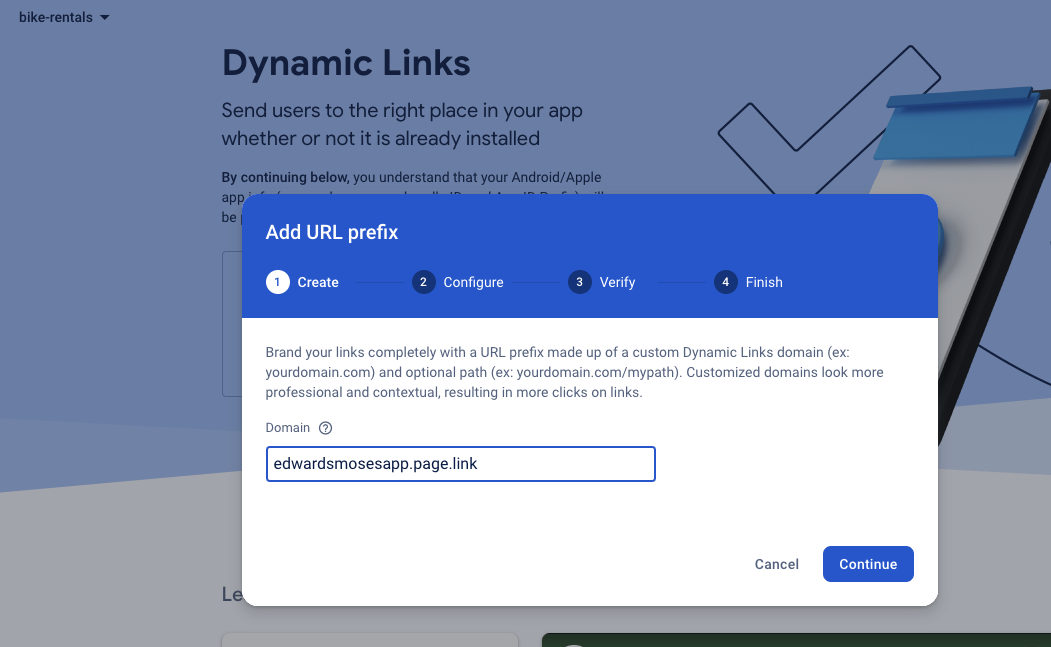 bike-rentals
Dynamic Links
Send users to the right place in your app
whether or not it is already installed
By continuing below, you understand that your Android/Apple
app
be
Add URL prefix
1 Create 2 Configure 3 Verify 4 Finish
Brand your links completely with a URL prefix made up of a custom Dynamic Links domain (ex:
yourdomain.com) and optional path (ex: yourdomain.com/mypath). Customized domains look more
professional and contextual, resulting in more clicks on links.
Domain ?
edwardsmosesapp.page.link
Cancel Continue
Le